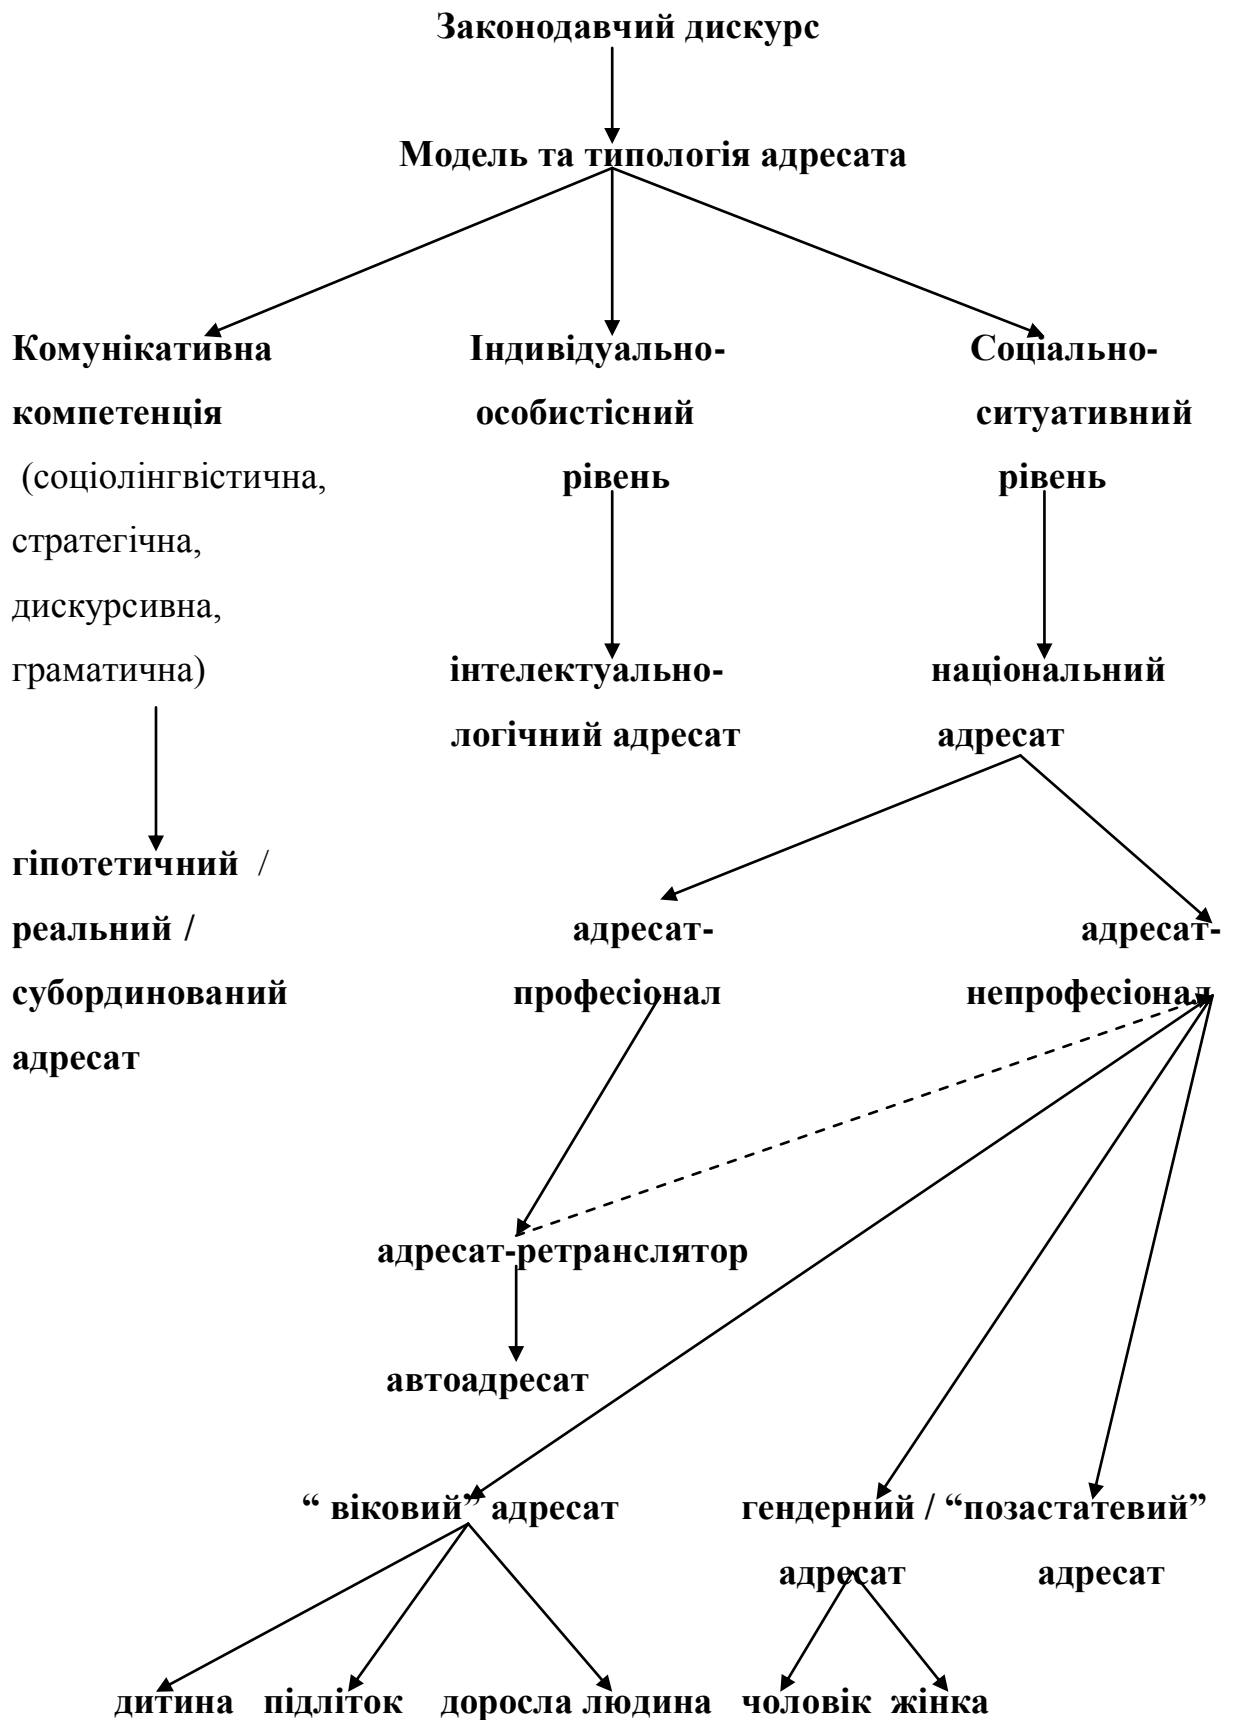 Законодавчий дискурс
Модель та типологія адресата
Комунікативна
компетенція
(соціолінгвістична,
стратегічна,
дискурсивна,
граматична)
гіпотетичний /
реальний /
субординований
адресат
Індивідуально-
особистісний
рівень
інтелектуально-
логічний адресат
Соціально-
ситуативний
рівень
національний
адресат
адресат-
професіонал
адресат-
непрофесіонал
адресат-ретранслятор
автоадресат
“ віковий” адресат
гендерний / “позастатевий”
адресат адресат
дитина підліток доросла людина чоловік жінка